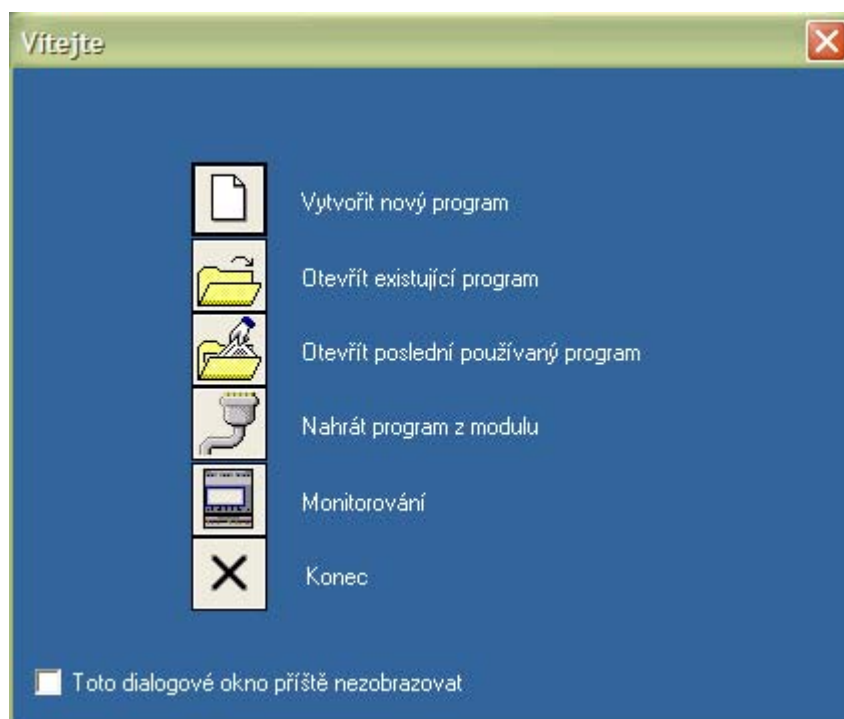 Vítejte
Vytvořit nový program
Otevřít existující program
Otevřít poslední používaný program
Nahrát program z modulu
Monitorování
Konec
Toto dialogové okno příště nezobrazovat